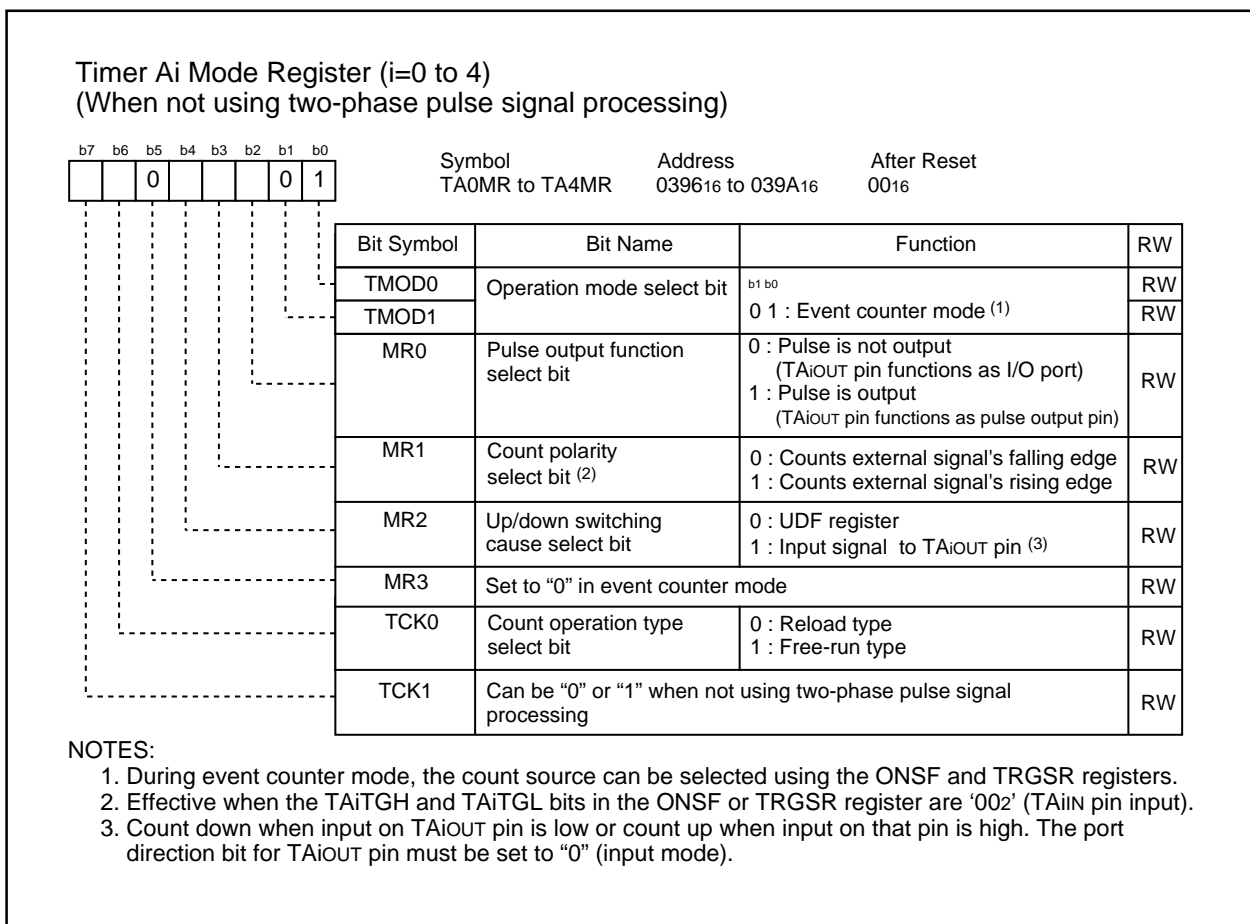 Timer Ai Mode Register (i=0 to 4)
(When not using two-phase pulse signal processing)
b7 b6 b5 b4 b3 b2 b1 b0
0 0 1
Symbol Address After Reset
TA0MR to TA4MR 039616 to 039A16 0016
Bit Symbol Bit Name Function RW
TMOD0 Operation mode select bit b1 b0 RW
TMOD1 0 1 : Event counter mode (1) RW
MR0 Pulse output function 0 : Pulse is not output
select bit (TAiOUT pin functions as I/O port) RW
1 : Pulse is output
(TAiOUT pin functions as pulse output pin)
MR1 Count polarity 0 : Counts external signal's falling edge RW
select bit (2) 1 : Counts external signal's rising edge
MR2 Up/down switching 0 : UDF register RW
cause select bit 1 : Input signal to TAiOUT pin (3)
MR3 Set to “0” in event counter mode RW
TCK0 Count operation type 0 : Reload type RW
select bit 1 : Free-run type
TCK1 Can be “0” or “1” when not using two-phase pulse signal RW
processing
NOTES:
1. During event counter mode, the count source can be selected using the ONSF and TRGSR registers.
2. Effective when the TAiTGH and TAiTGL bits in the ONSF or TRGSR register are ‘002’ (TAiIN pin input).
3. Count down when input on TAiOUT pin is low or count up when input on that pin is high. The port
direction bit for TAiOUT pin must be set to “0” (input mode).